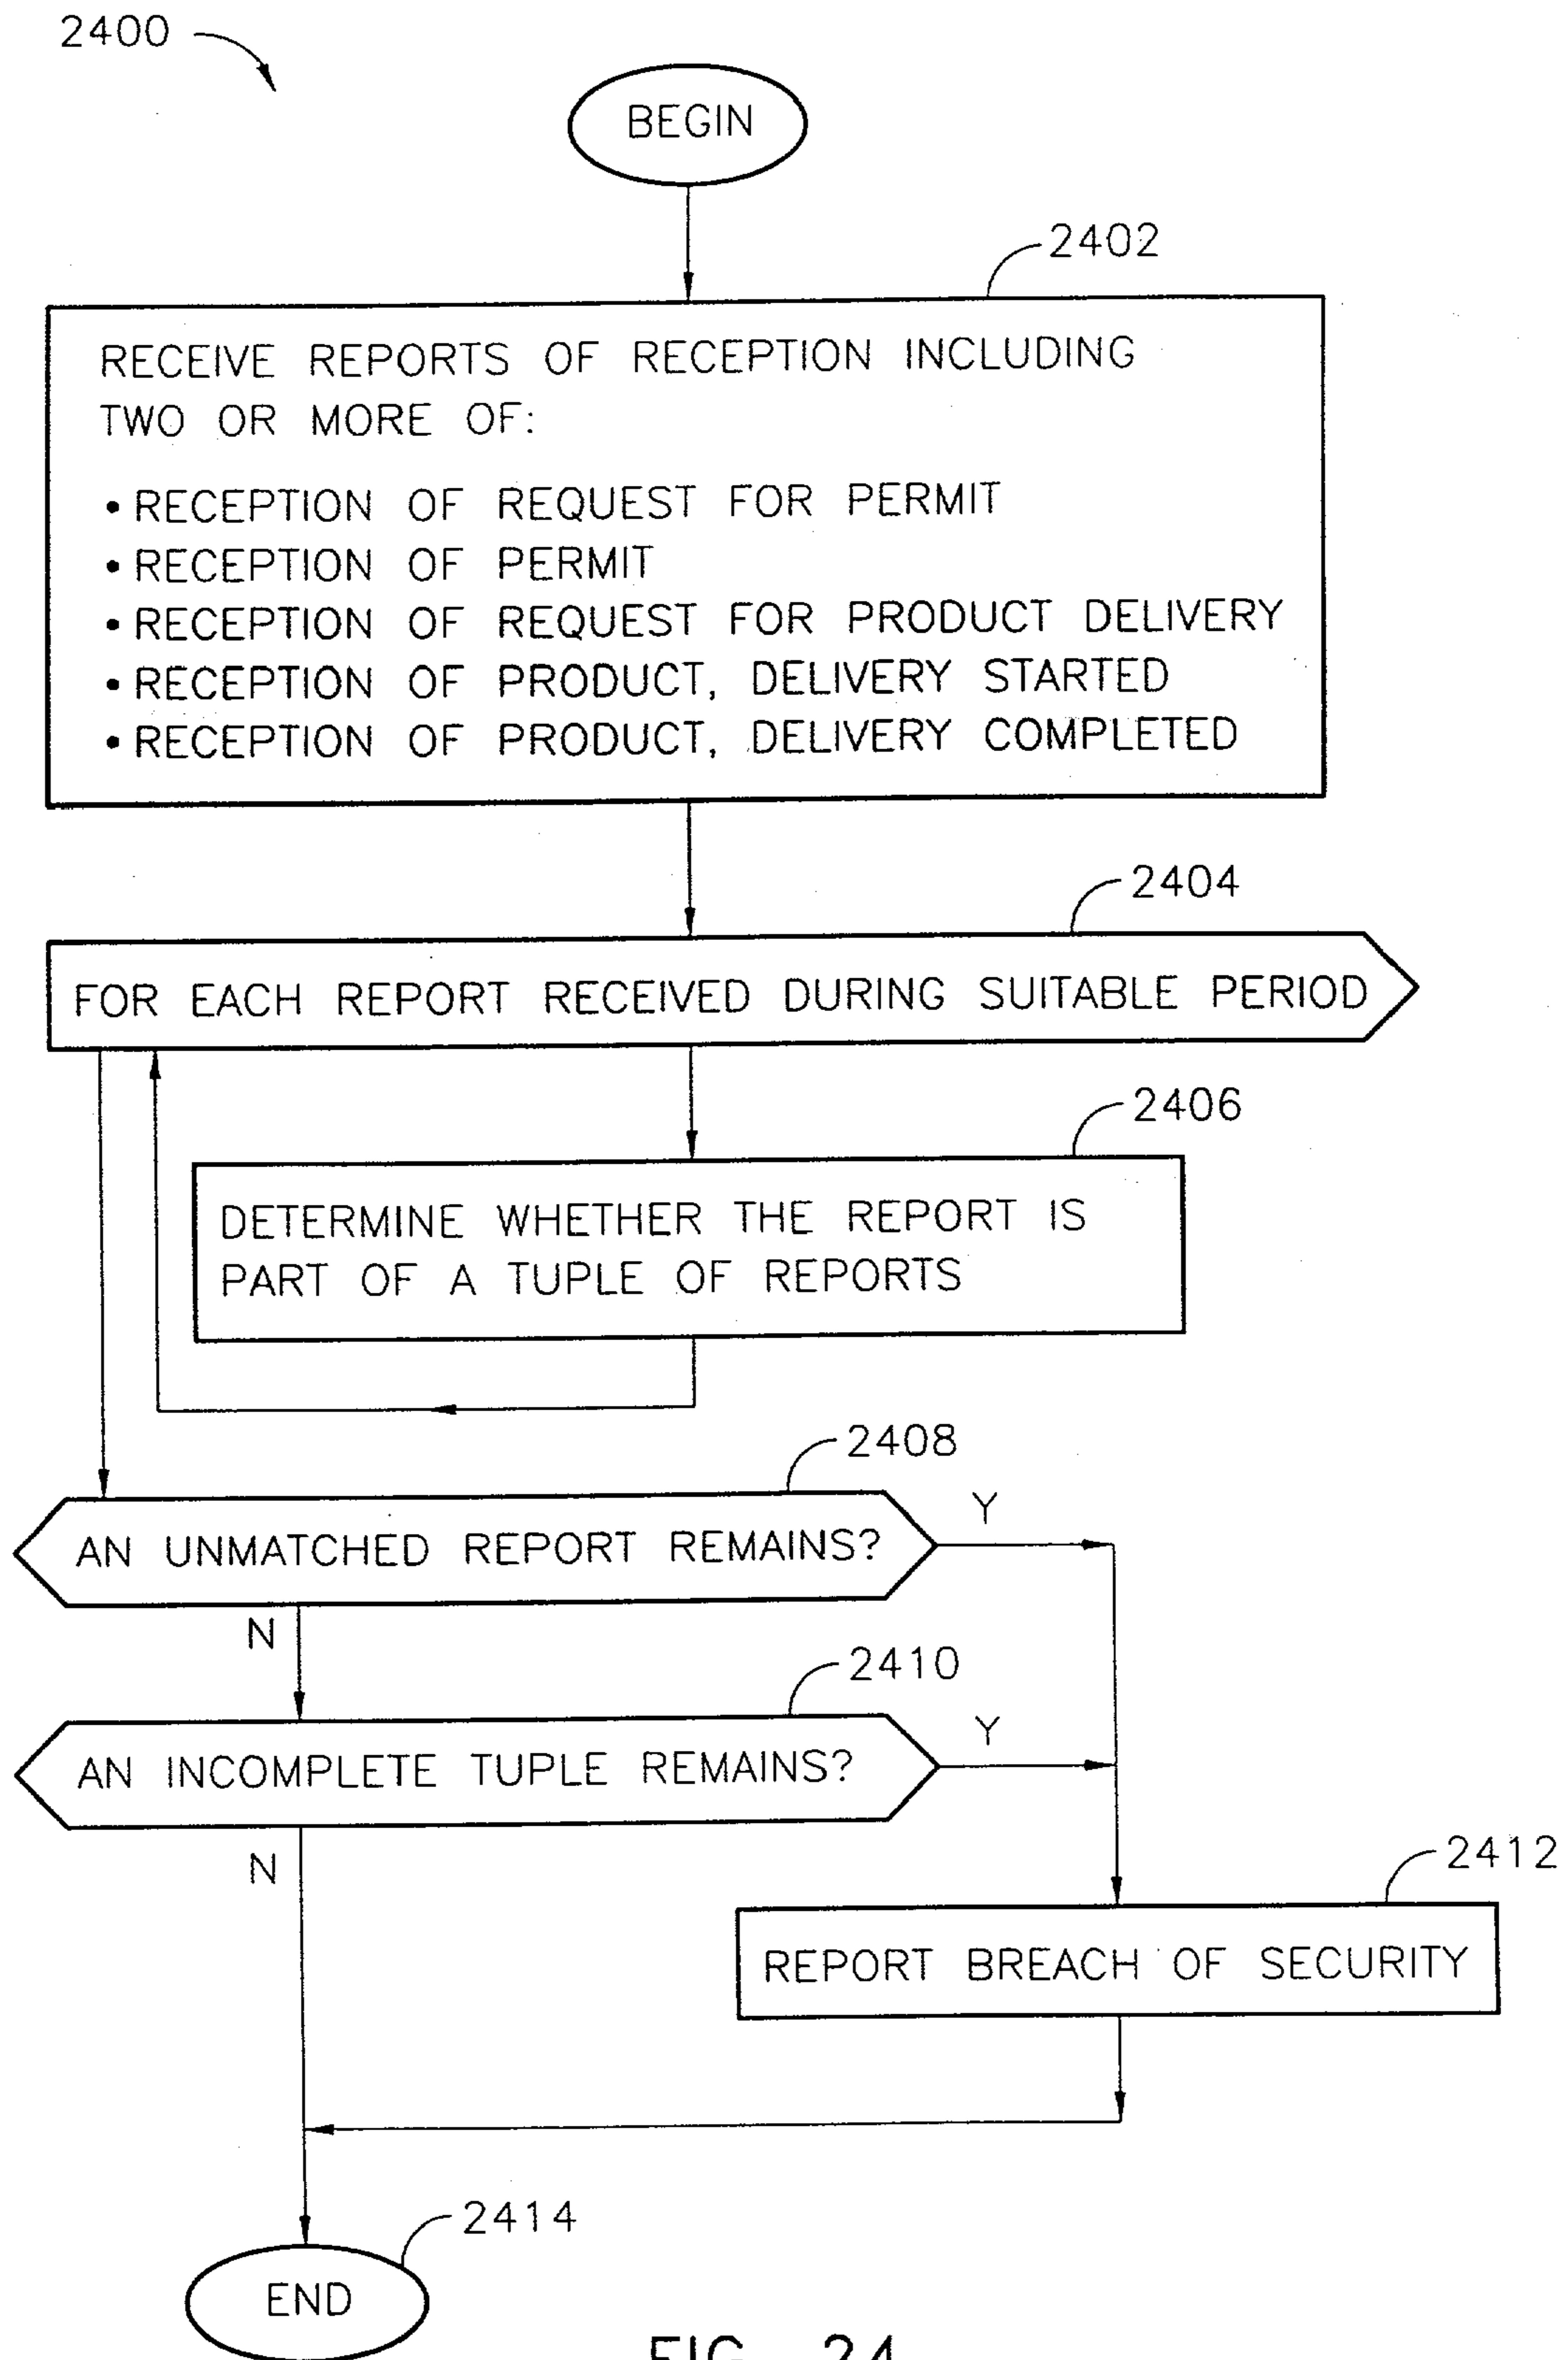 2400
BEGIN
2402
RECEIVE REPORTS OF RECEPTION INCLUDING
TWO OR MORE OF:
• RECEPTION OF REQUEST FOR PERMIT
• RECEPTION OF PERMIT
• RECEPTION OF REQUEST FOR PRODUCT DELIVERY
• RECEPTION OF PRODUCT, DELIVERY STARTED
• RECEPTION OF PRODUCT, DELIVERY COMPLETED
2404
FOR EACH REPORT RECEIVED DURING SUITABLE PERIOD
2406
DETERMINE WHETHER THE REPORT IS
PART OF A TUPLE OF REPORTS
2408
AN UNMATCHED REPORT REMAINS?
Y
N
2410
AN INCOMPLETE TUPLE REMAINS?
Y
N
2412
REPORT BREACH OF SECURITY
2414
END
FIG. 24